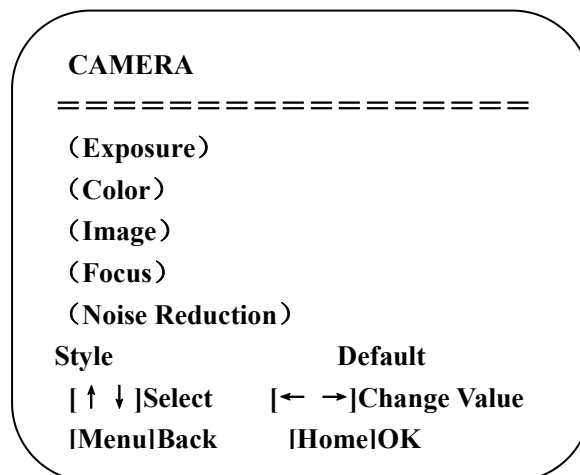 CAMERA
＝＝＝＝＝＝＝＝＝＝＝＝＝＝＝＝＝
（Exposure）
（Color）
（Image）
（Focus）
（Noise Reduction）
Style Default
[↑ ↓]Select [← →]Change Value
[Menu]Back [Home]OK